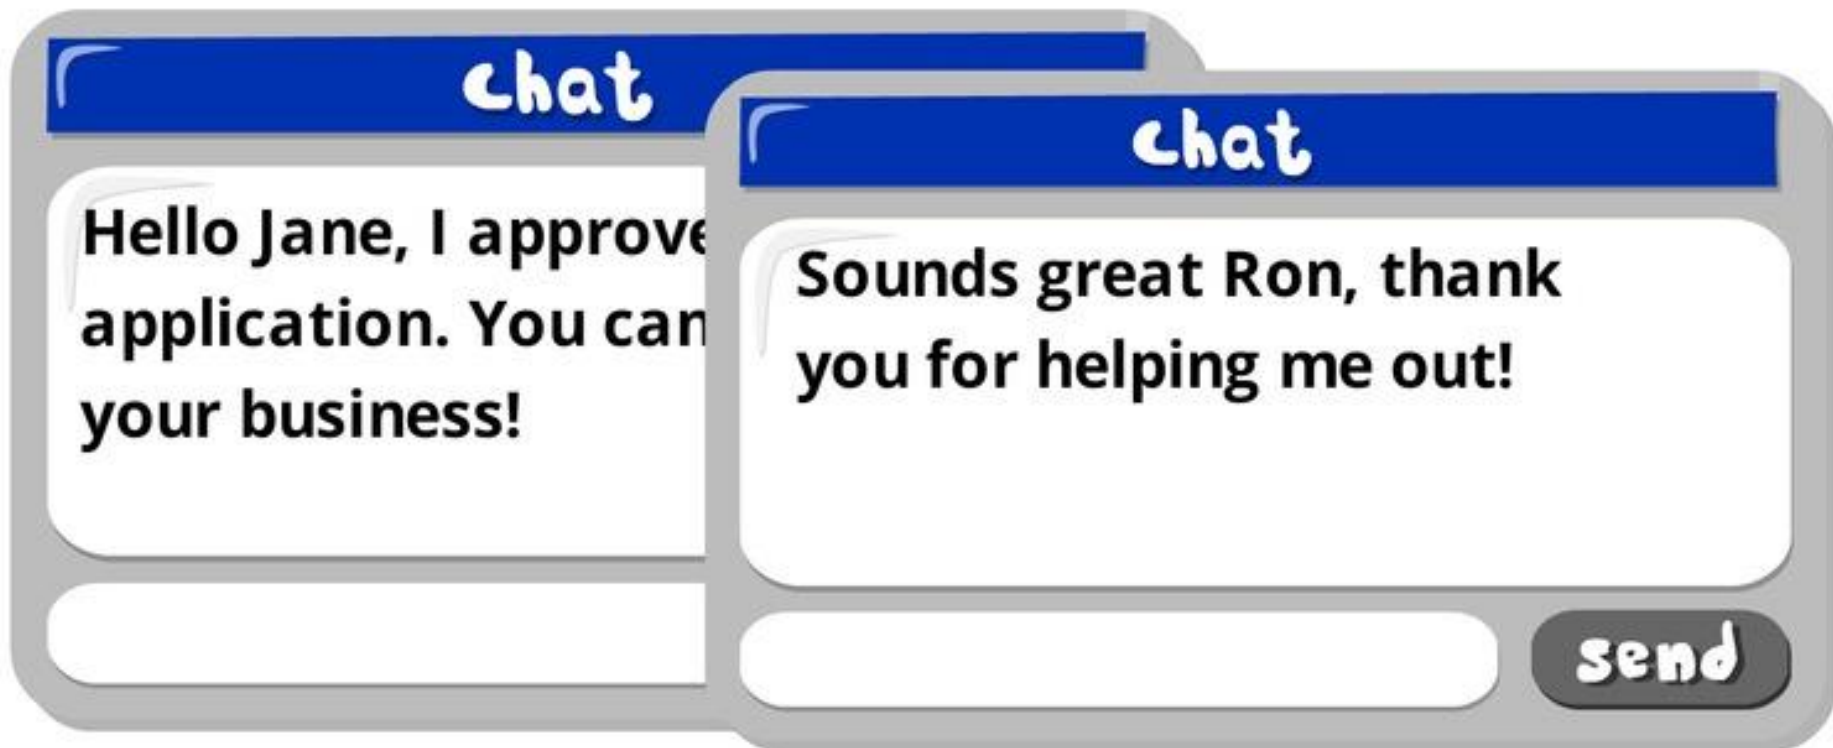 chat
Hello Jane, I approve
application. You can
your business!
chat
Sounds great Ron, thank
you for helping me out!
send